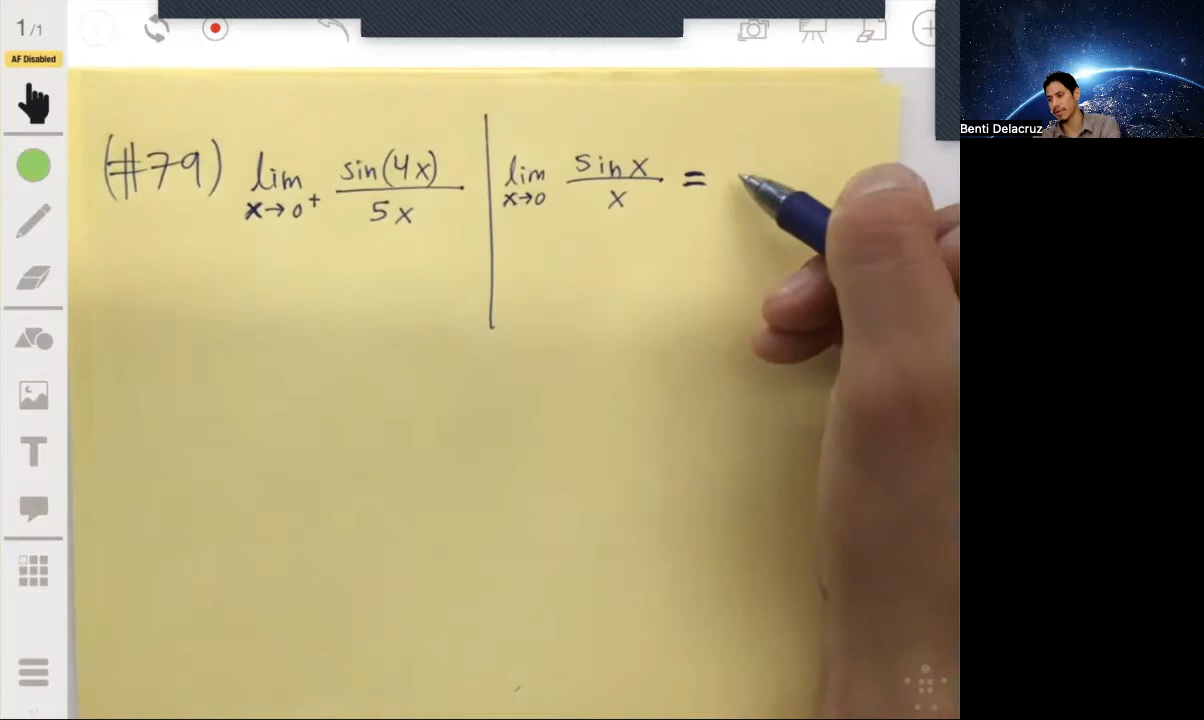 1/1
AF Disabled
Benti Delacruz
(#79) lim x→0⁺ sin(4x)/5x
lim x→0 sin x/x =
T